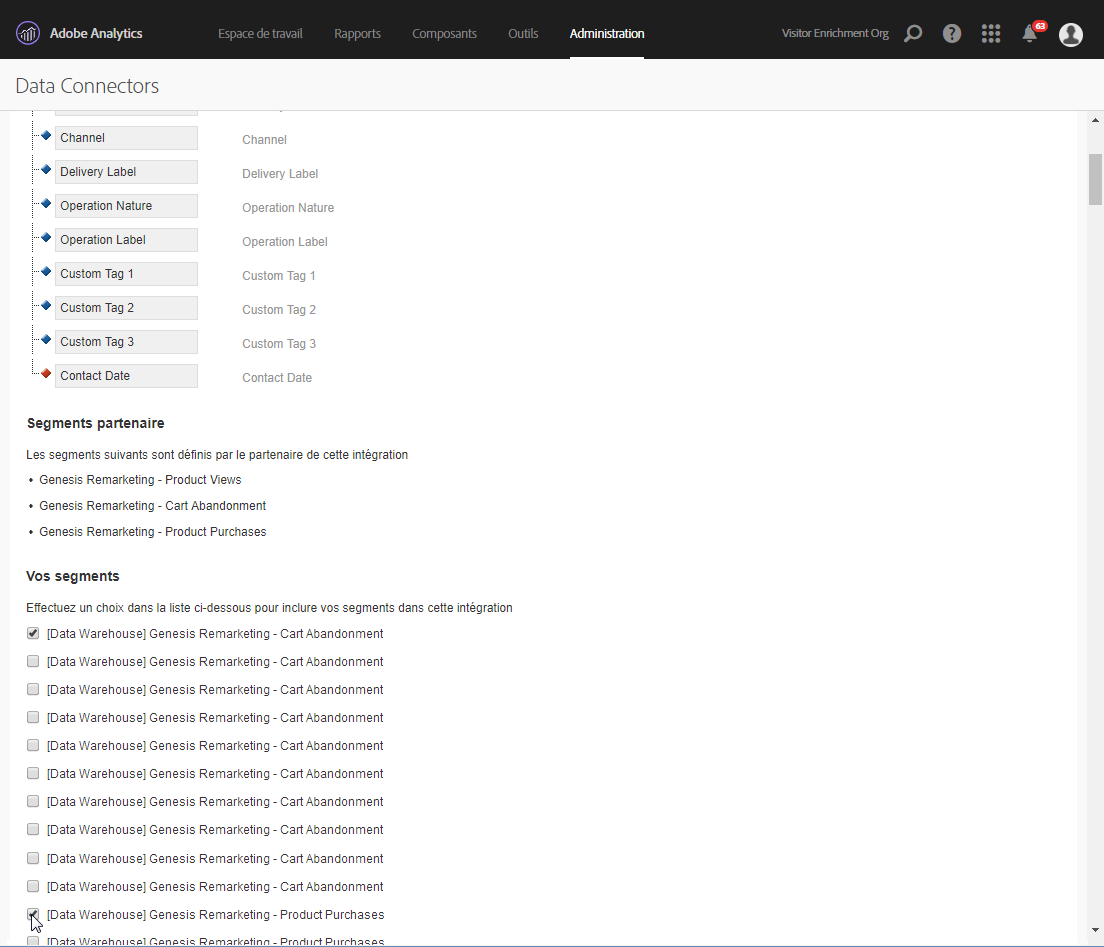 Adobe Analytics Espace de travail Rapports Composants Outils Administration Visitor Enrichment Org ? 63
Data Connectors
Channel Channel
Delivery Label Delivery Label
Operation Nature Operation Nature
Operation Label Operation Label
Custom Tag 1 Custom Tag 1
Custom Tag 2 Custom Tag 2
Custom Tag 3 Custom Tag 3
Contact Date Contact Date
Segments partenaire
Les segments suivants sont définis par le partenaire de cette intégration
• Genesis Remarketing - Product Views
• Genesis Remarketing - Cart Abandonment
• Genesis Remarketing - Product Purchases
Vos segments
Effectuez un choix dans la liste ci-dessous pour inclure vos segments dans cette intégration
[Data Warehouse] Genesis Remarketing - Cart Abandonment
[Data Warehouse] Genesis Remarketing - Cart Abandonment
[Data Warehouse] Genesis Remarketing - Cart Abandonment
[Data Warehouse] Genesis Remarketing - Cart Abandonment
[Data Warehouse] Genesis Remarketing - Cart Abandonment
[Data Warehouse] Genesis Remarketing - Cart Abandonment
[Data Warehouse] Genesis Remarketing - Cart Abandonment
[Data Warehouse] Genesis Remarketing - Cart Abandonment
[Data Warehouse] Genesis Remarketing - Cart Abandonment
[Data Warehouse] Genesis Remarketing - Cart Abandonment
[Data Warehouse] Genesis Remarketing - Product Purchases
[Data Warehouse] Genesis Remarketing - Product Purchases